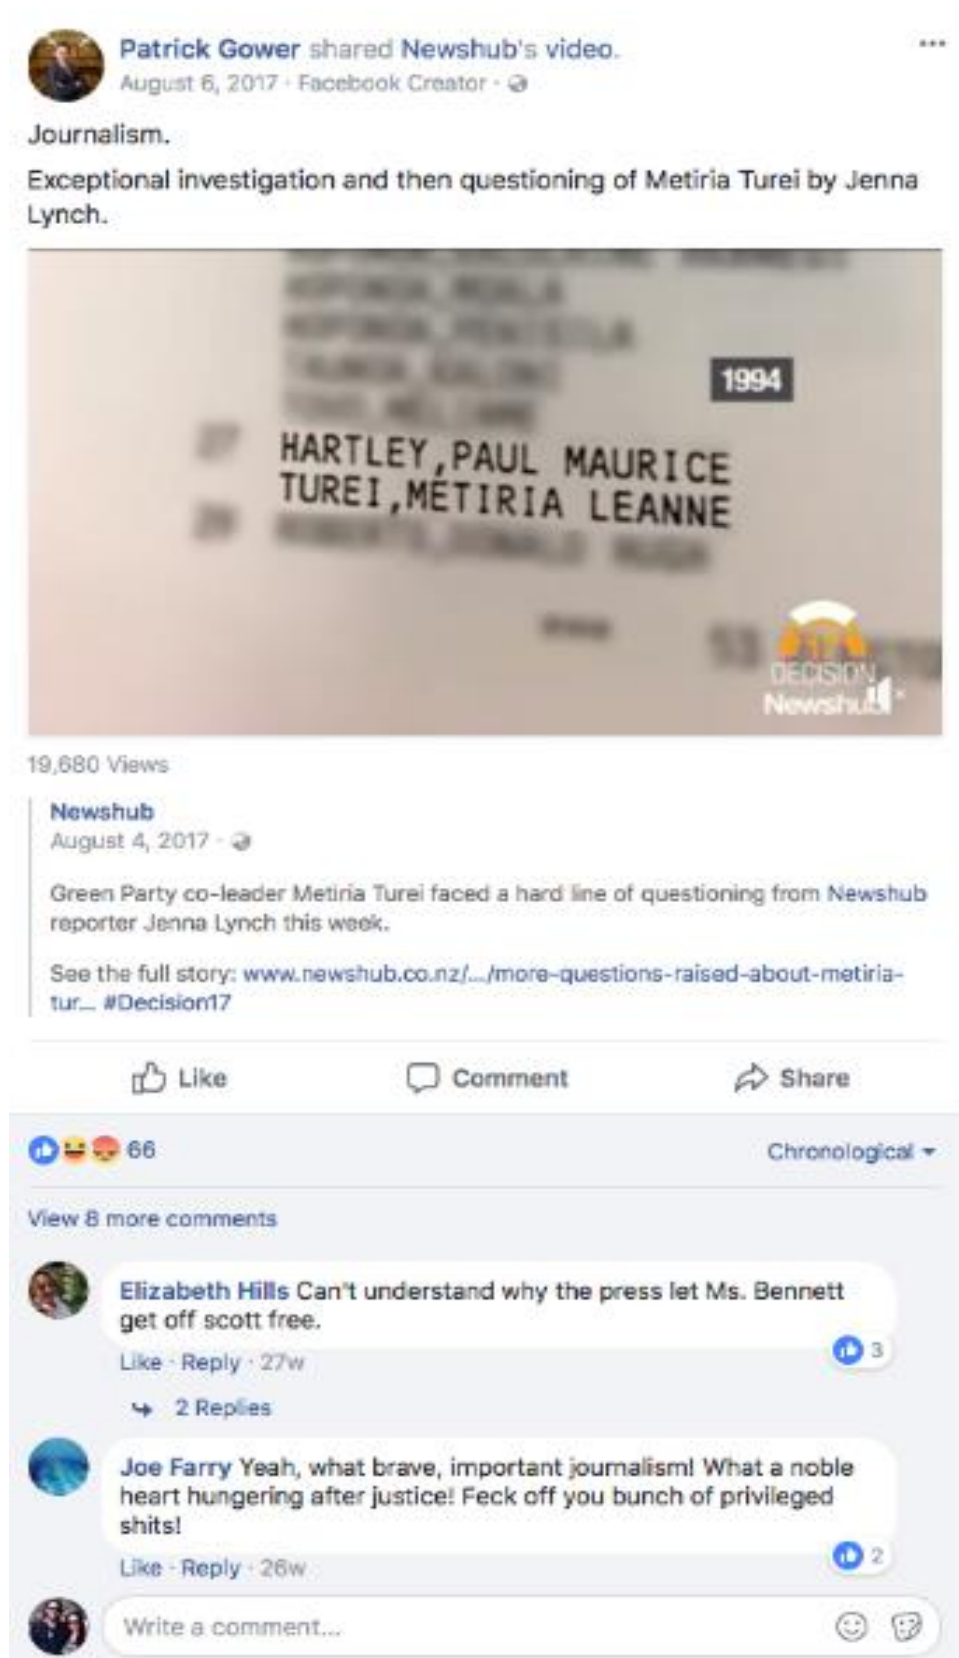 Patrick Gower shared Newshub's video.
August 6, 2017 · Facebook Creator ·
Journalism.
Exceptional investigation and then questioning of Metiria Turei by Jenna
Lynch.
1994
27
HARTLEY,PAUL MAURICE
TUREI,METIRIA LEANNE
29
53
DECISION
Newshub
19,680 Views
Newshub
August 4, 2017 ·
Green Party co-leader Metiria Turei faced a hard line of questioning from Newshub
reporter Jenna Lynch this week.
See the full story: www.newshub.co.nz/.../more-questions-raised-about-metiria-
tur... #Decision17
Like Comment Share
66 Chronological
View 8 more comments
Elizabeth Hills Can't understand why the press let Ms. Bennett
get off scott free.
3
Like · Reply · 27w
2 Replies
Joe Farry Yeah, what brave, important journalism! What a noble
heart hungering after justice! Feck off you bunch of privileged
shits!
2
Like · Reply · 26w
Write a comment...